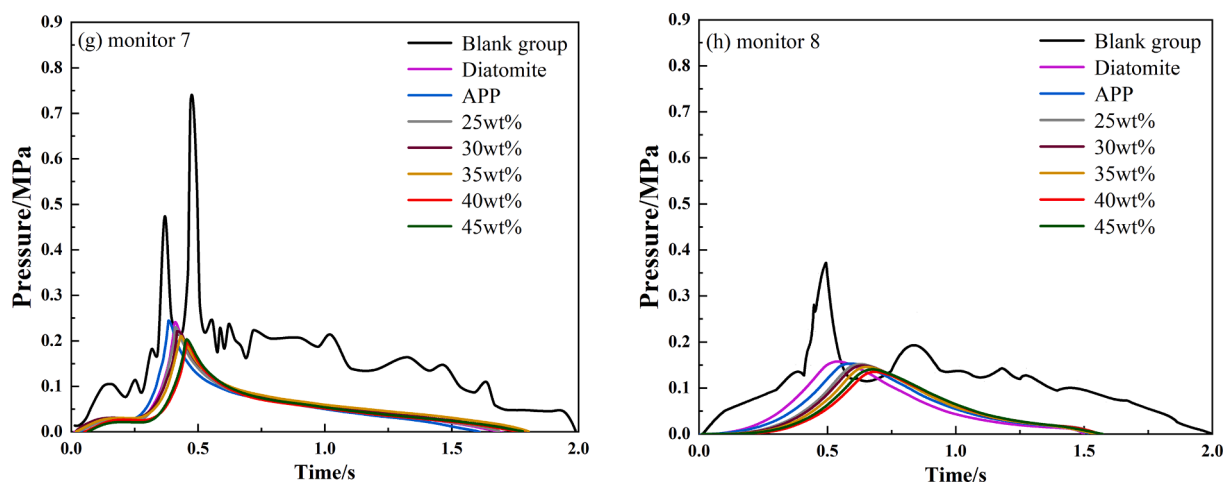 (g) monitor 7
Blank group
Diatomite
APP
25wt%
30wt%
35wt%
40wt%
45wt%
Pressure/MPa
0.9
0.8
0.7
0.6
0.5
0.4
0.3
0.2
0.1
0.0
0.0 0.5 1.0 1.5 2.0
Time/s
(h) monitor 8
Blank group
Diatomite
APP
25wt%
30wt%
35wt%
40wt%
45wt%
Pressure/MPa
0.9
0.8
0.7
0.6
0.5
0.4
0.3
0.2
0.1
0.0
0.0 0.5 1.0 1.5 2.0
Time/s